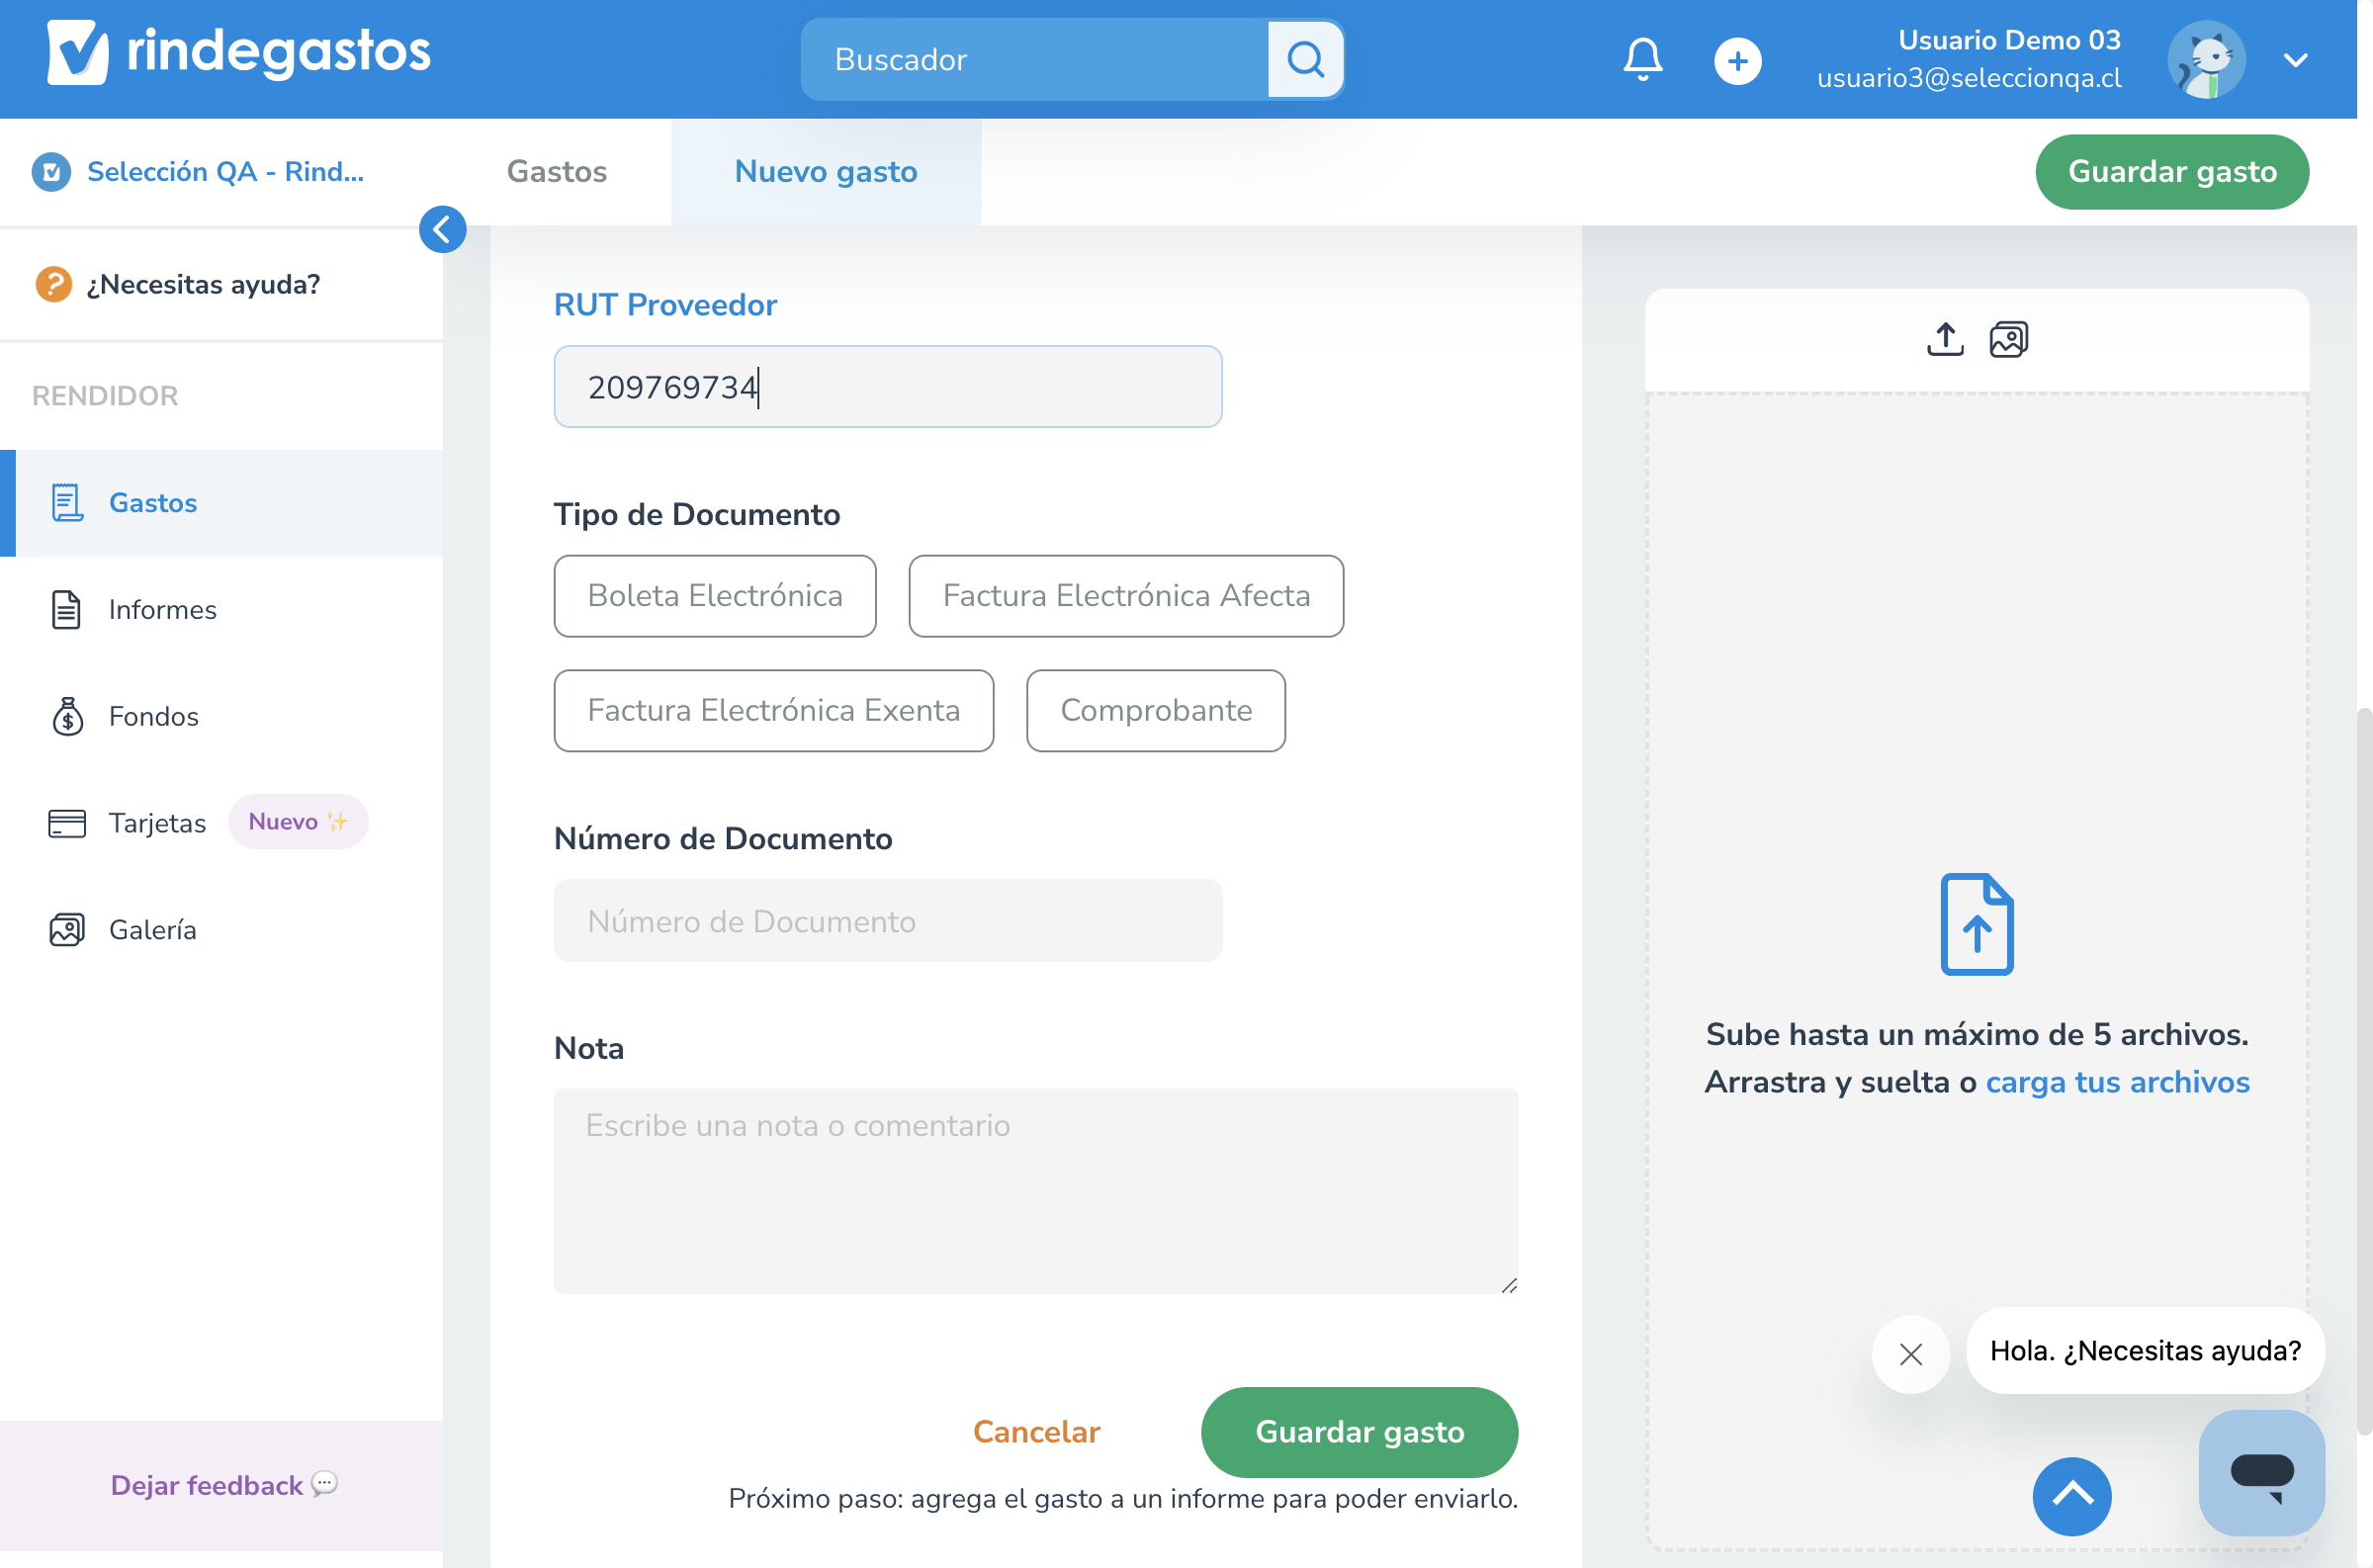 rindegastos
Buscador
Usuario Demo 03
usuario3@seleccionqa.cl
Selección QA - Rind...
Gastos
Nuevo gasto
Guardar gasto
¿Necesitas ayuda?
RENDIDOR
Gastos
Informes
Fondos
Tarjetas
Nuevo ✨
Galería
Dejar feedback 💬
RUT Proveedor
209769734
Tipo de Documento
Boleta Electrónica
Factura Electrónica Afecta
Factura Electrónica Exenta
Comprobante
Número de Documento
Número de Documento
Nota
Escribe una nota o comentario
Cancelar
Guardar gasto
Próximo paso: agrega el gasto a un informe para poder enviarlo.
Sube hasta un máximo de 5 archivos.
Arrastra y suelta o carga tus archivos
Hola. ¿Necesitas ayuda?